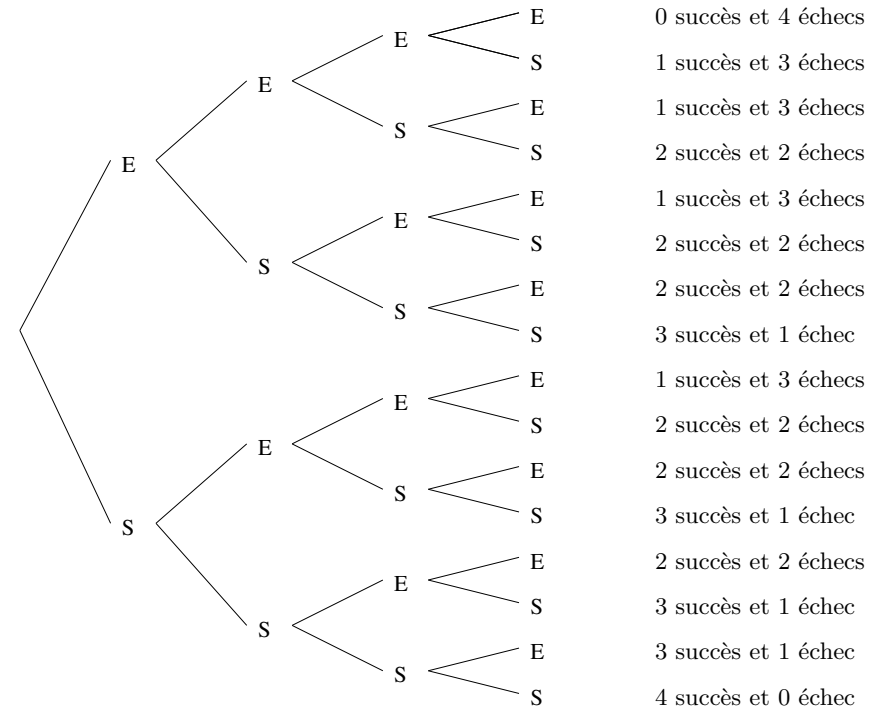 E 0 succès et 4 échecs
E
S 1 succès et 3 échecs
E
E 1 succès et 3 échecs
S
S 2 succès et 2 échecs
E
E 1 succès et 3 échecs
E
S 2 succès et 2 échecs
S
E 2 succès et 2 échecs
S
S 3 succès et 1 échec
E 1 succès et 3 échecs
E
S 2 succès et 2 échecs
E
E 2 succès et 2 échecs
S
S 3 succès et 1 échec
S
E 2 succès et 2 échecs
E
S 3 succès et 1 échec
S
E 3 succès et 1 échec
S
S 4 succès et 0 échec